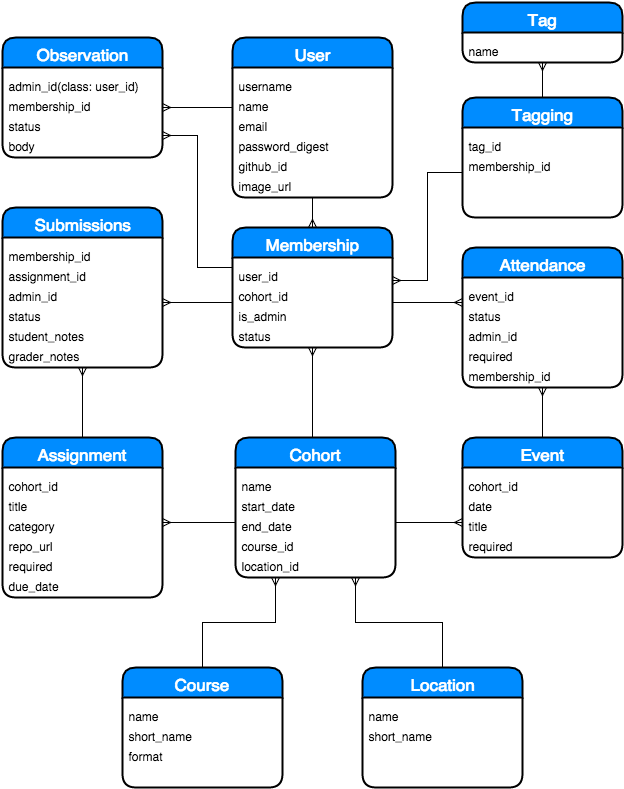 Tag
name
Observation
admin_id(class: user_id)
membership_id
status
body
User
username
name
email
password_digest
github_id
image_url
Tagging
tag_id
membership_id
Submissions
membership_id
assignment_id
admin_id
status
student_notes
grader_notes
Membership
user_id
cohort_id
is_admin
status
Attendance
event_id
status
admin_id
required
membership_id
Assignment
cohort_id
title
category
repo_url
required
due_date
Cohort
name
start_date
end_date
course_id
location_id
Event
cohort_id
date
title
required
Course
name
short_name
format
Location
name
short_name